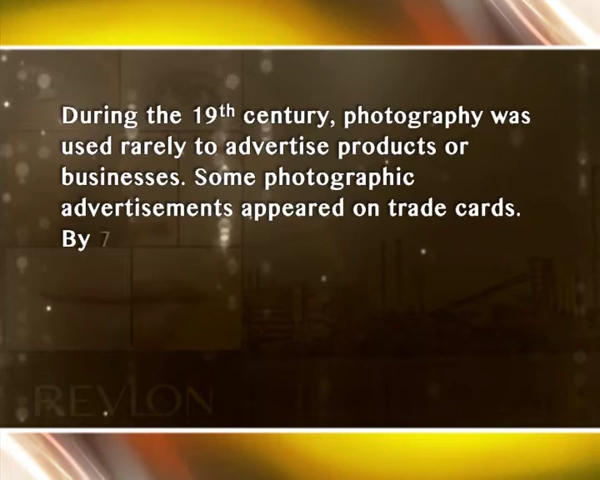 During the 19th century, photography was
used rarely to advertise products or
businesses. Some photographic
advertisements appeared on trade cards.
By 7
REVLON